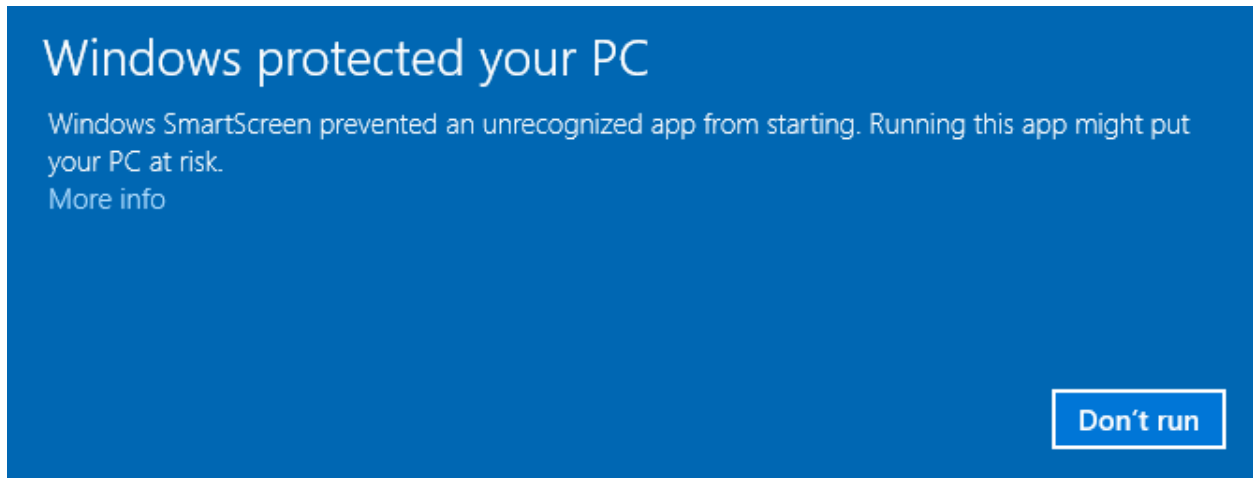 Windows protected your PC
Windows SmartScreen prevented an unrecognized app from starting. Running this app might put
your PC at risk.
More info
Don’t run